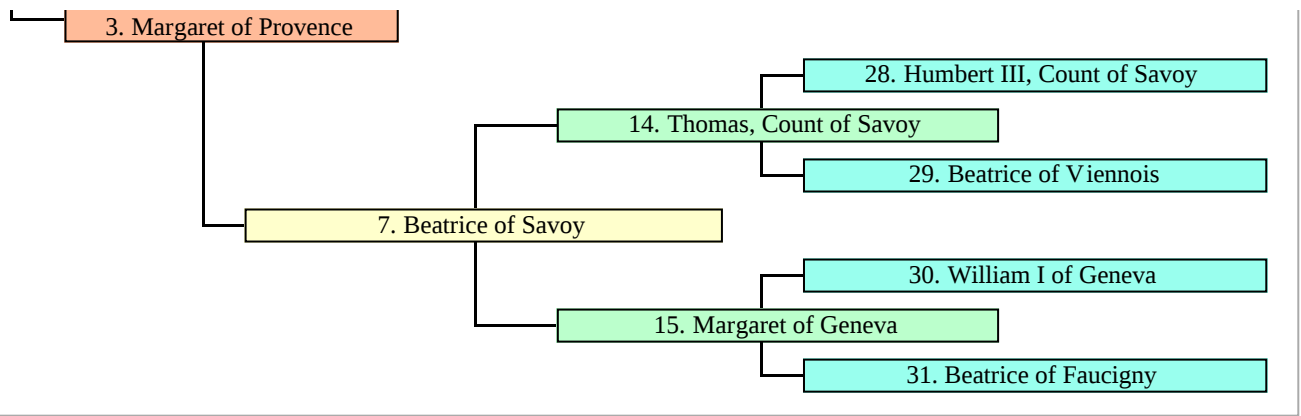 3. Margaret of Provence
28. Humbert III, Count of Savoy
14. Thomas, Count of Savoy
29. Beatrice of Viennois
7. Beatrice of Savoy
30. William I of Geneva
15. Margaret of Geneva
31. Beatrice of Faucigny